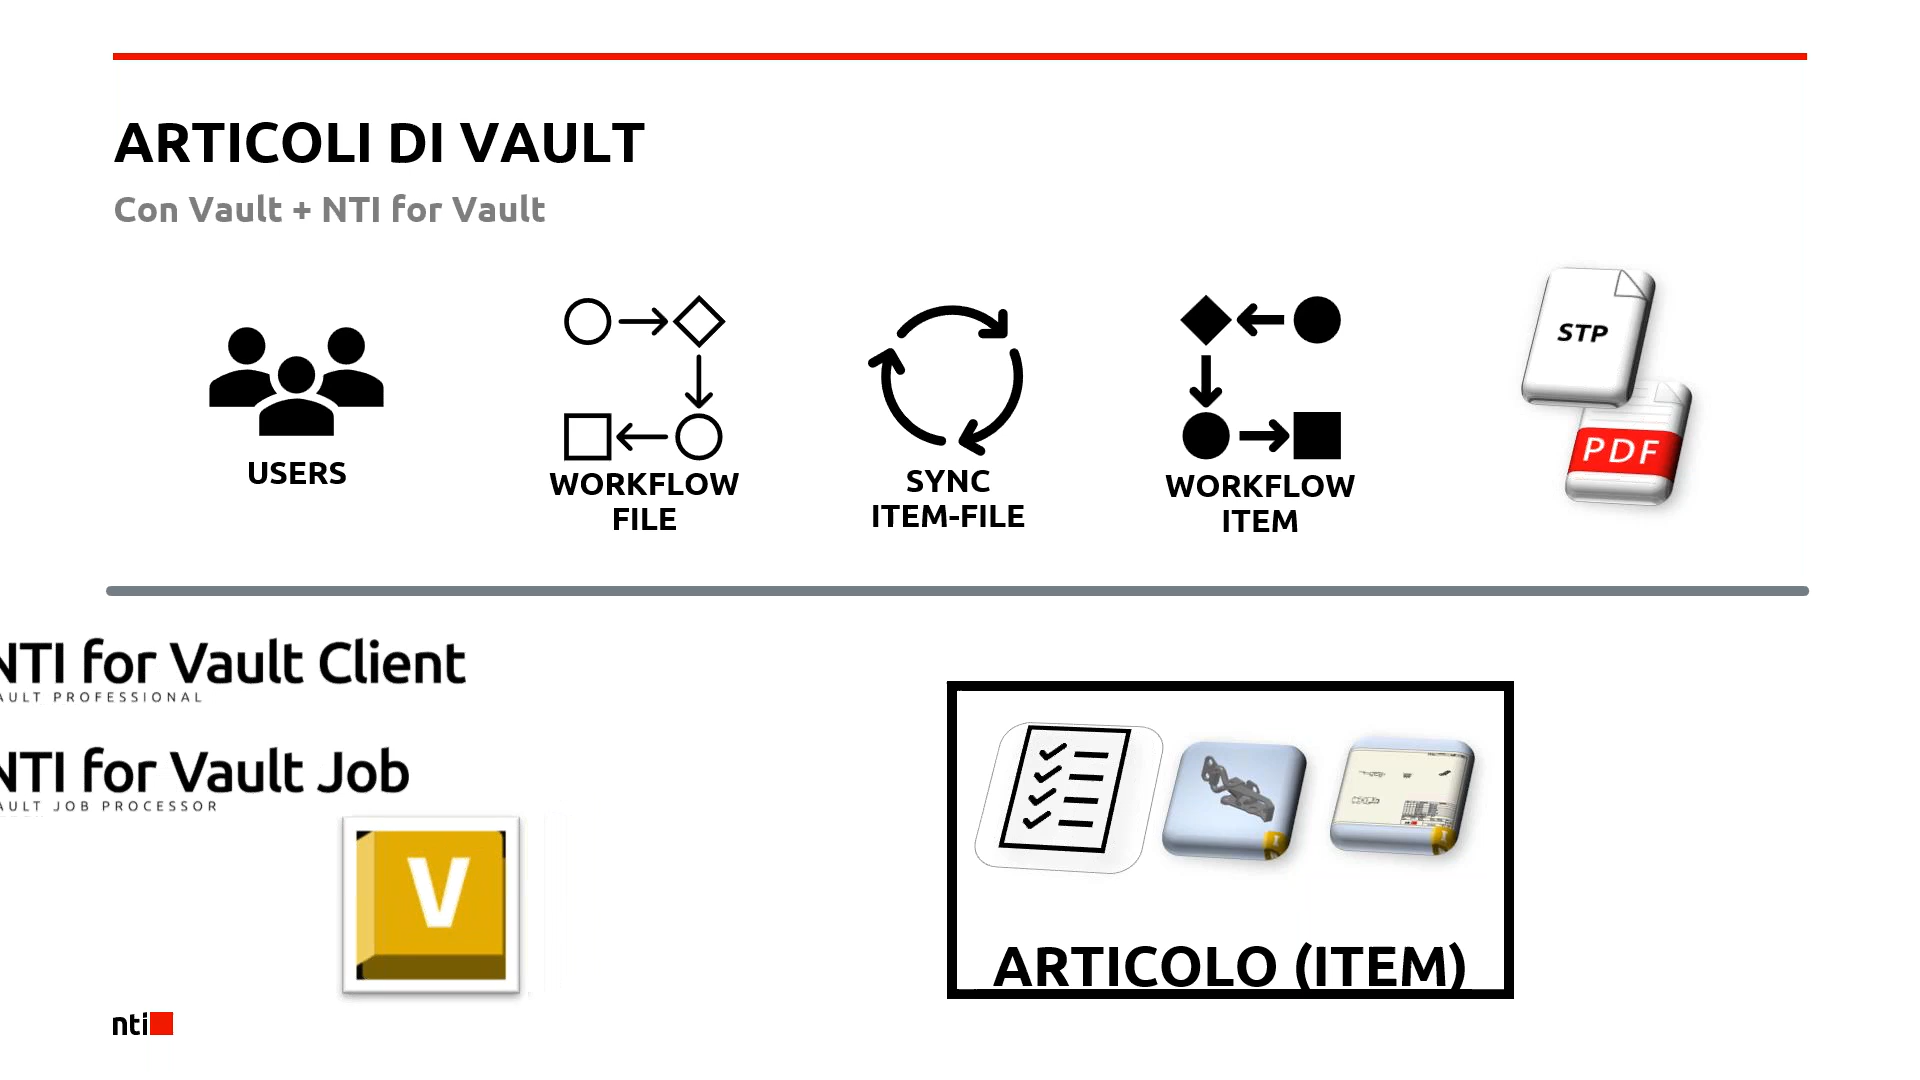 ARTICOLI DI VAULT
Con Vault + NTI for Vault
STP
PDF
USERS
WORKFLOW
FILE
SYNC
ITEM-FILE
WORKFLOW
ITEM
NTI for Vault Client
AULT PROFESSIONAL
NTI for Vault Job
AULT JOB PROCESSOR
V
ARTICOLO (ITEM)
nti